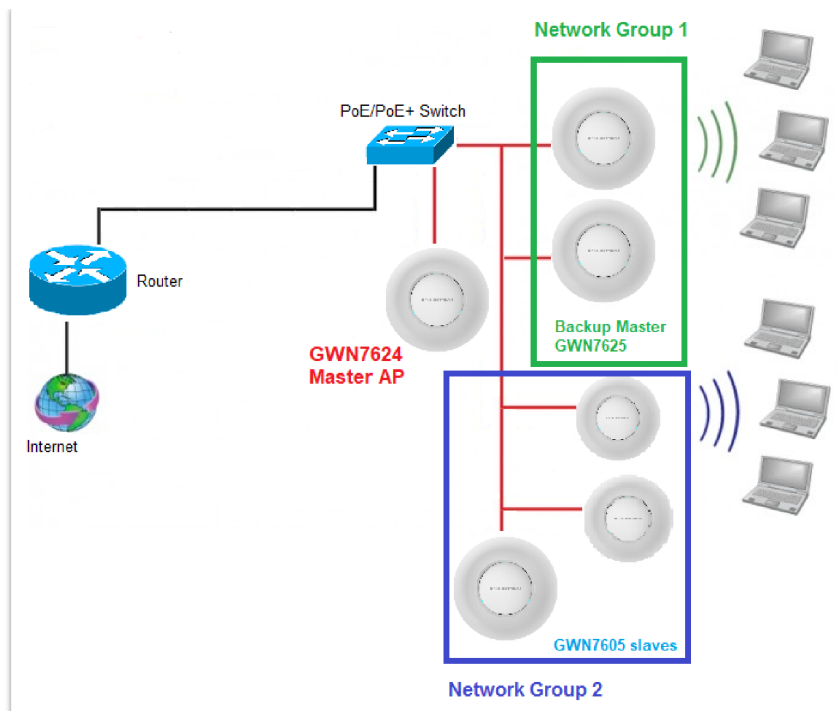 Network Group 1
PoE/PoE+ Switch
Router
GWN7624
Master AP
Backup Master
GWN7625
Internet
GWN7605 slaves
Network Group 2